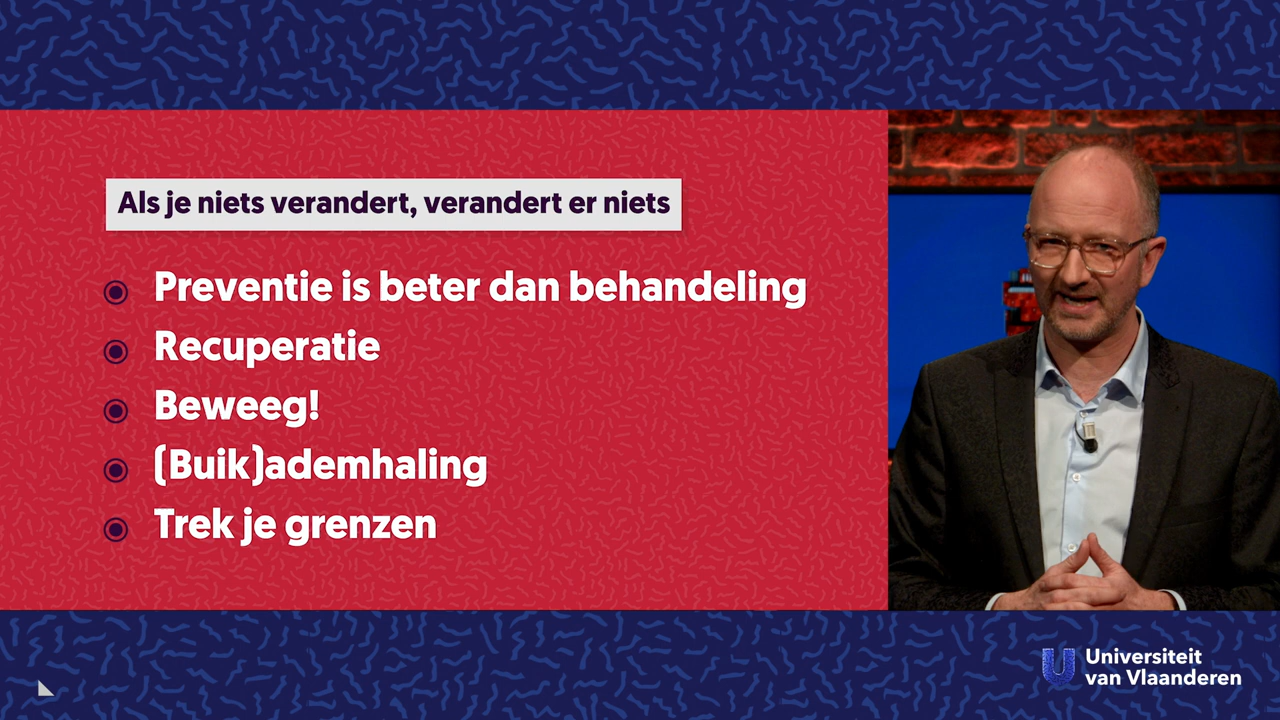 Als je niets verandert, verandert er niets
Preventie is beter dan behandeling
Recuperatie
Beweeg!
(Buik)ademhaling
Trek je grenzen
Universiteit
van Vlaanderen